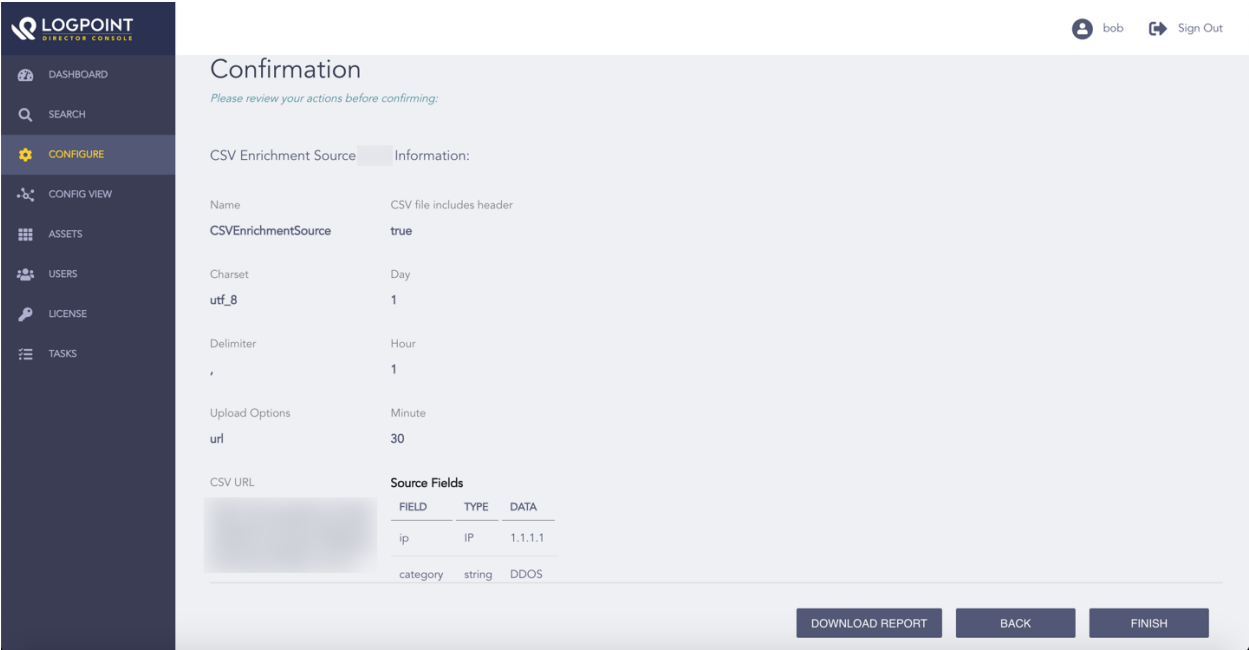 LOGPOINT
DIRECTOR CONSOLE
bob
Sign Out
DASHBOARD
SEARCH
CONFIGURE
CONFIG VIEW
ASSETS
USERS
LICENSE
TASKS
Confirmation
Please review your actions before confirming:
CSV Enrichment Source Information:
Name CSV file includes header
CSVEnrichmentSource true
Charset Day
utf_8 1
Delimiter Hour
, 1
Upload Options Minute
url 30
CSV URL Source Fields
FIELD TYPE DATA
ip IP 1.1.1.1
category string DDOS
DOWNLOAD REPORT BACK FINISH